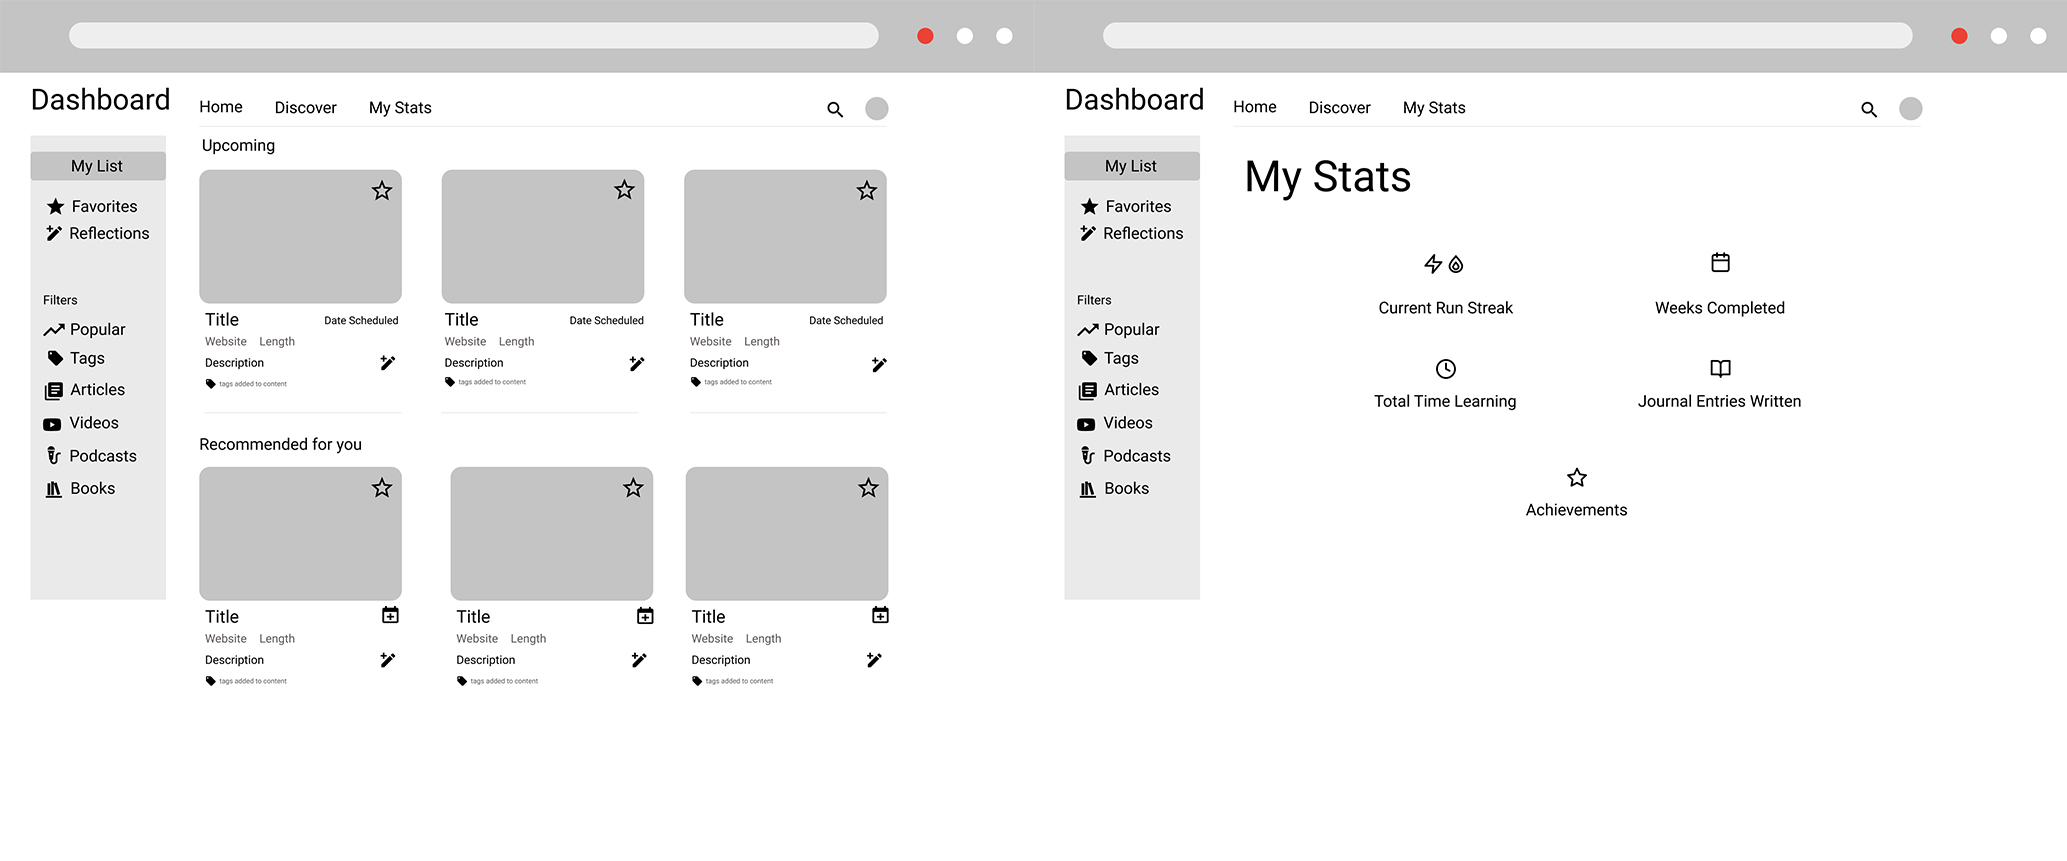 Dashboard
Home Discover My Stats
My List
Favorites
Reflections
Filters
Popular
Tags
Articles
Videos
Podcasts
Books
Upcoming
Title Date Scheduled
Website Length
Description
tags added to content
Title Date Scheduled
Website Length
Description
tags added to content
Title Date Scheduled
Website Length
Description
tags added to content
Recommended for you
Title
Website Length
Description
tags added to content
Title
Website Length
Description
tags added to content
Title
Website Length
Description
tags added to content
Dashboard
Home Discover My Stats
My List
Favorites
Reflections
Filters
Popular
Tags
Articles
Videos
Podcasts
Books
My Stats
Current Run Streak
Weeks Completed
Total Time Learning
Journal Entries Written
Achievements